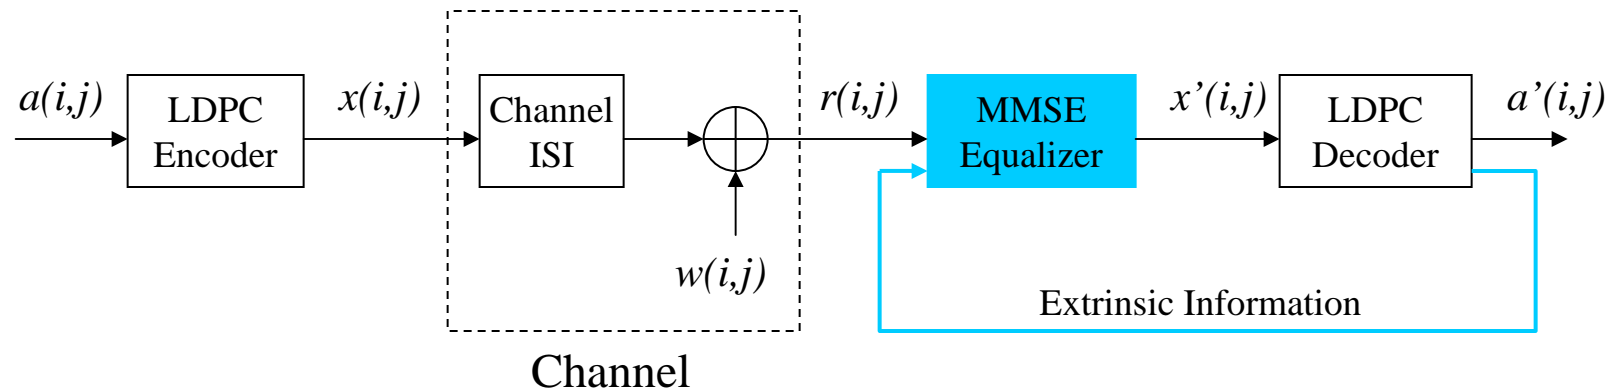 a(i,j)
LDPC
Encoder
x(i,j)
Channel
ISI
w(i,j)
Channel
r(i,j)
MMSE
Equalizer
x’(i,j)
LDPC
Decoder
a’(i,j)
Extrinsic Information